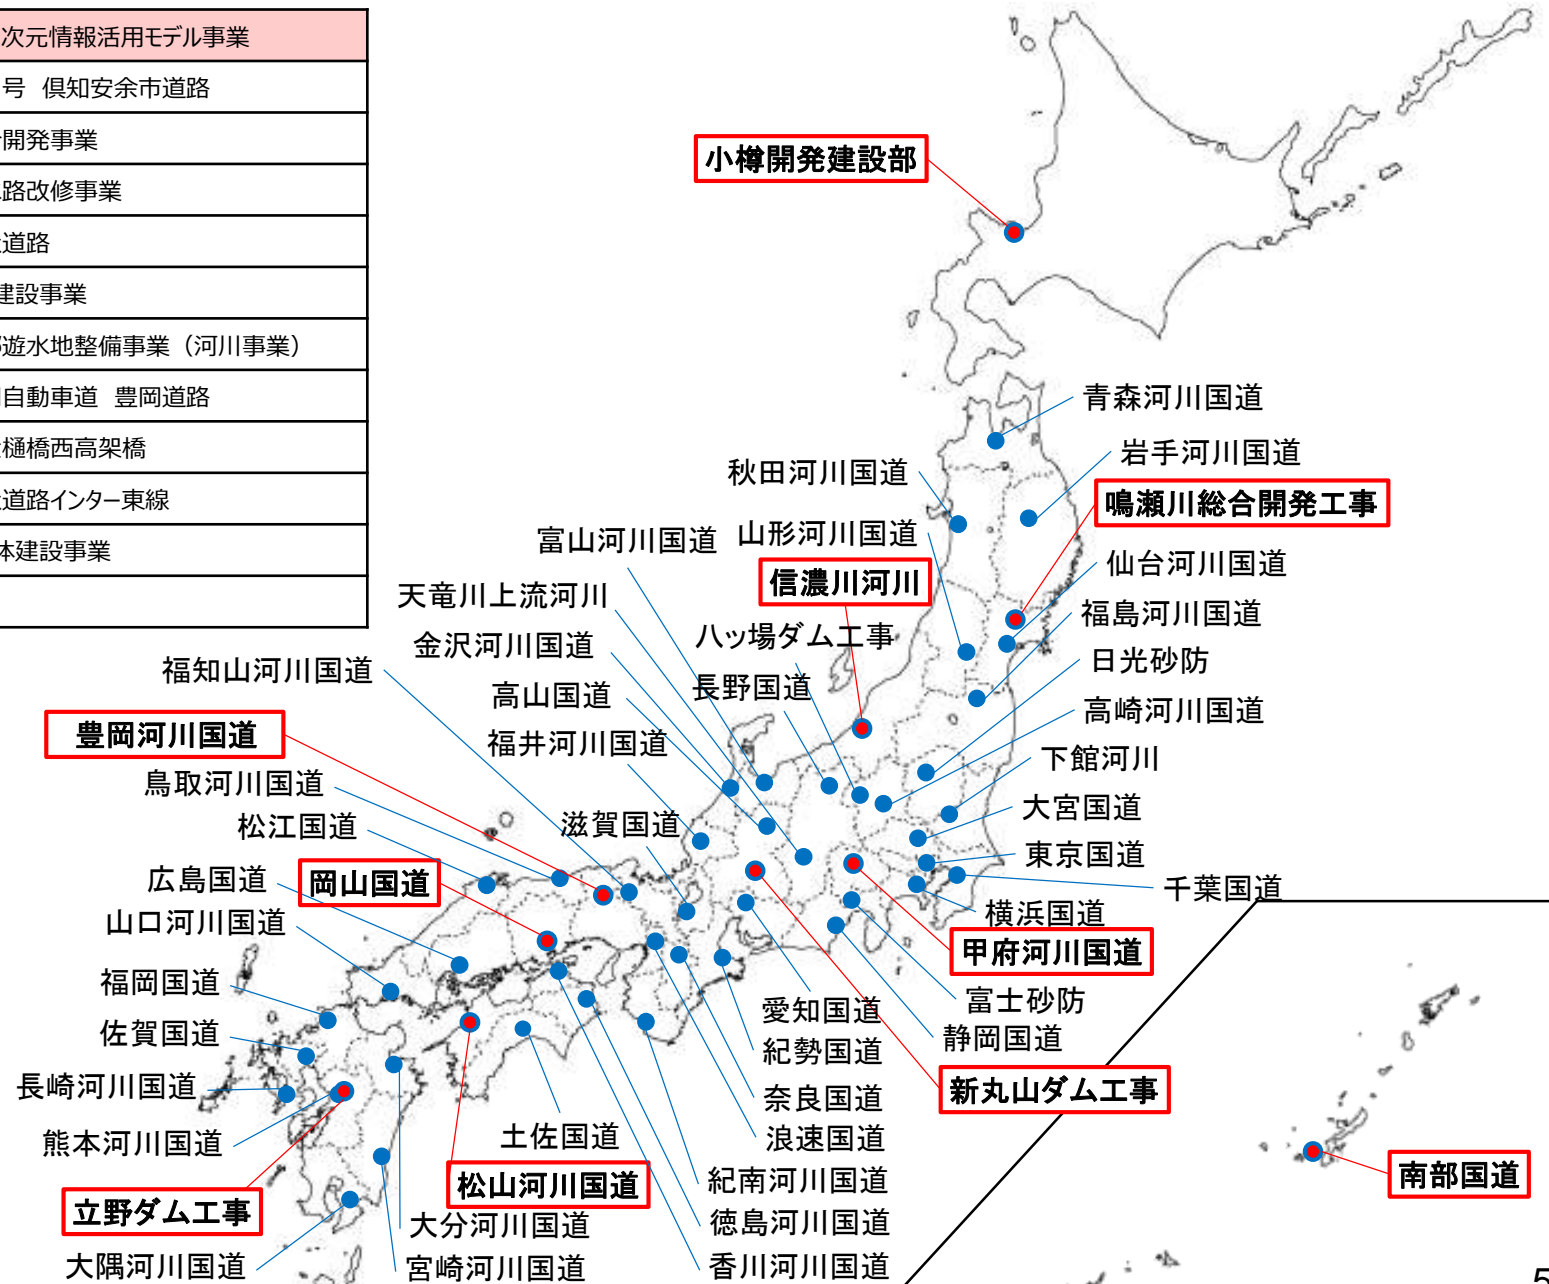 次元情報活用モデル事業
号 倶知安余市道路
開発事業
路改修事業
道路
建設事業
遊水地整備事業（河川事業）
自動車道 豊岡道路
樋橋西高架橋
道路インター東線
体建設事業
小樽開発建設部
青森河川国道
岩手河川国道
秋田河川国道
鳴瀬川総合開発工事
富山河川国道
山形河川国道
仙台河川国道
信濃川河川
天竜川上流河川
福島河川国道
八ッ場ダム工事
金沢河川国道
日光砂防
福知山河川国道
高山国道
長野国道
高崎河川国道
豊岡河川国道
福井河川国道
下館河川
鳥取河川国道
大宮国道
松江国道
滋賀国道
東京国道
広島国道
岡山国道
千葉国道
横浜国道
山口河川国道
甲府河川国道
福岡国道
富士砂防
愛知国道
佐賀国道
静岡国道
紀勢国道
長崎河川国道
新丸山ダム工事
奈良国道
熊本河川国道
土佐国道
浪速国道
松山河川国道
紀南河川国道
南部国道
立野ダム工事
大分河川国道
徳島河川国道
大隅河川国道
宮崎河川国道
香川河川国道
5